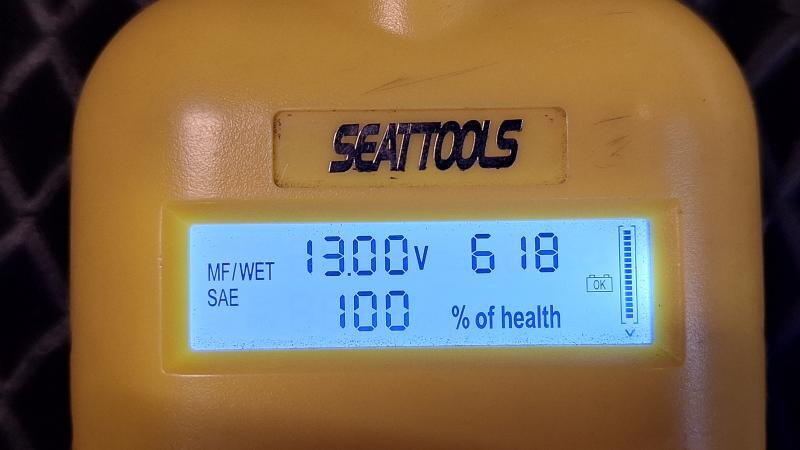 SEATTOOLS
MF/WET 13.00V 618
SAE 100 % of health
OK
V